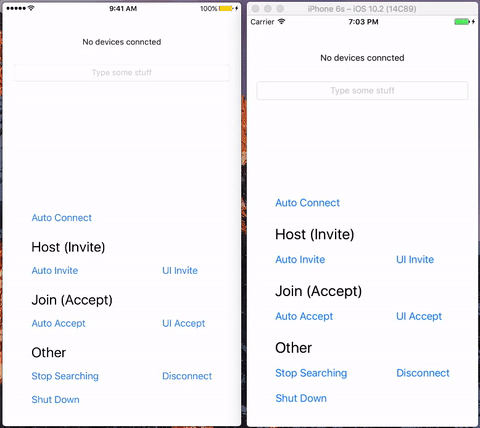 9:41 AM
100%
No devices conncted
Type some stuff
Auto Connect
Host (Invite)
Auto Invite UI Invite
Join (Accept)
Auto Accept UI Accept
Other
Stop Searching Disconnect
Shut Down
iPhone 6s – iOS 10.2 (14C89)
Carrier 7:03 PM
No devices conncted
Type some stuff
Auto Connect
Host (Invite)
Auto Invite UI Invite
Join (Accept)
Auto Accept UI Accept
Other
Stop Searching Disconnect
Shut Down